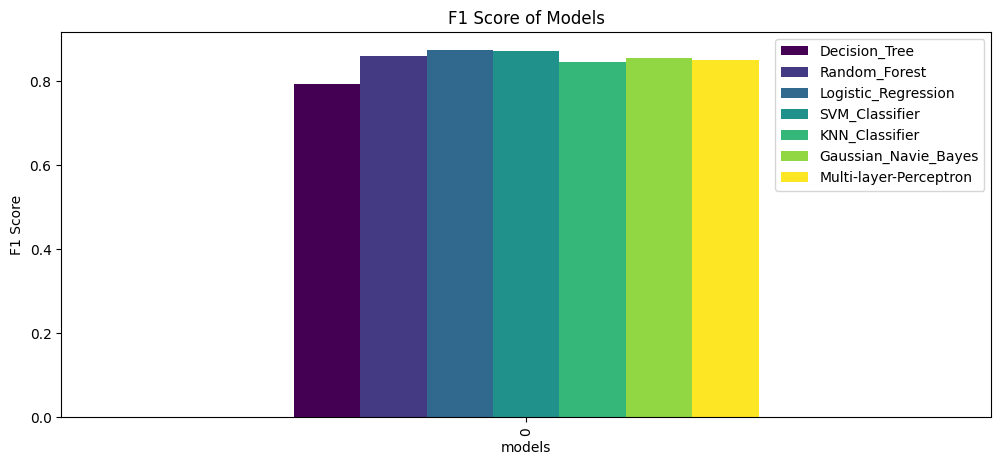 F1 Score of Models
F1 Score
0.8
0.6
0.4
0.2
0.0
Decision_Tree
Random_Forest
Logistic_Regression
SVM_Classifier
KNN_Classifier
Gaussian_Navie_Bayes
Multi-layer-Perceptron
0
models